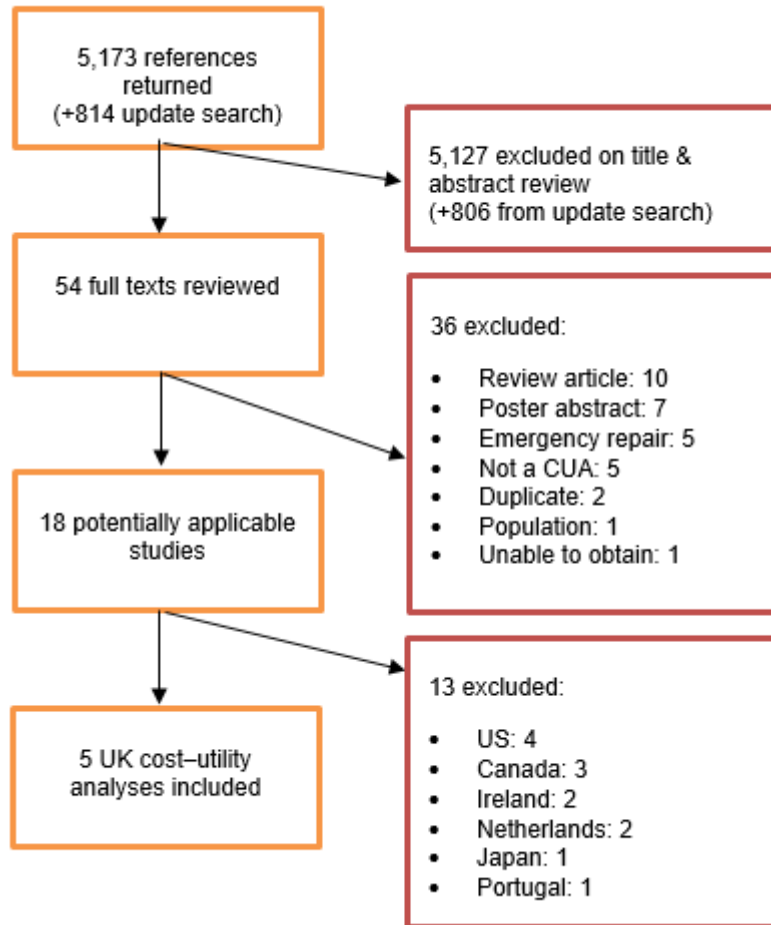 5,173 references
returned
(+814 update search)
5,127 excluded on title &
abstract review
(+806 from update search)
54 full texts reviewed
36 excluded:
• Review article: 10
• Poster abstract: 7
• Emergency repair: 5
• Not a CUA: 5
• Duplicate: 2
• Population: 1
• Unable to obtain: 1
18 potentially applicable
studies
13 excluded:
• US: 4
• Canada: 3
• Ireland: 2
• Netherlands: 2
• Japan: 1
• Portugal: 1
5 UK cost–utility
analyses included